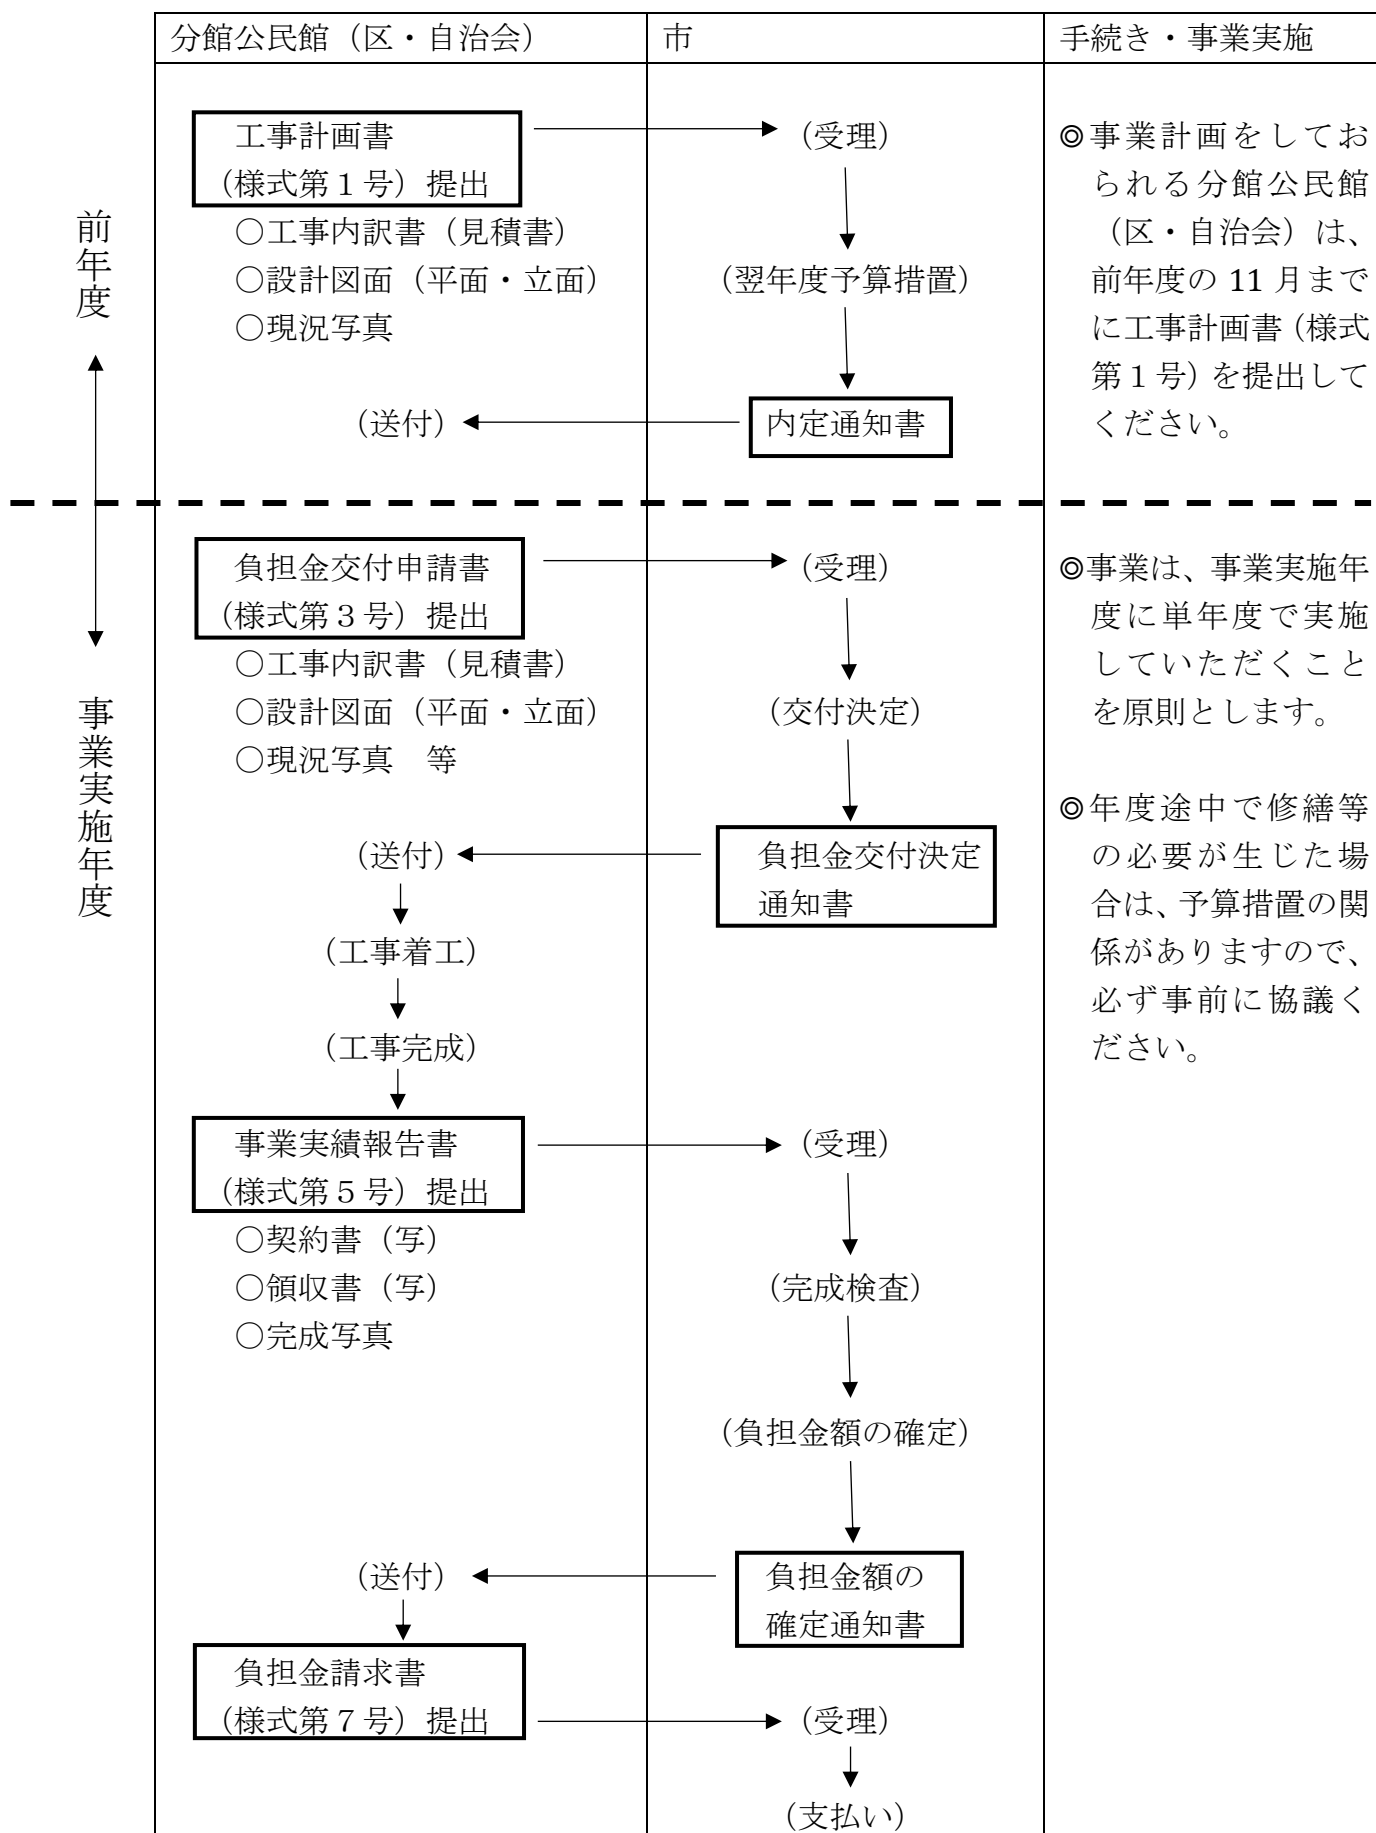 分館公民館（区・自治会）
市
手続き・事業実施
前年度
事業実施年度
工事計画書
（様式第１号）提出
○工事内訳書（見積書）
○設計図面（平面・立面）
○現況写真
（送付）
（受理）
（翌年度予算措置）
内定通知書
◎事業計画をしてお
られる分館公民館
（区・自治会）は、
前年度の 11 月まで
に工事計画書（様式
第１号）を提出して
ください。
負担金交付申請書
（様式第３号）提出
○工事内訳書（見積書）
○設計図面（平面・立面）
○現況写真　等
（送付）
（工事着工）
（工事完成）
事業実績報告書
（様式第５号）提出
○契約書（写）
○領収書（写）
○完成写真
（送付）
負担金請求書
（様式第７号）提出
（受理）
（交付決定）
負担金交付決定
通知書
（受理）
（完成検査）
（負担金額の確定）
負担金額の
確定通知書
（受理）
（支払い）
◎事業は、事業実施年
度に単年度で実施
していただくこと
を原則とします。
◎年度途中で修繕等
の必要が生じた場
合は、予算措置の関
係がありますので、
必ず事前に協議く
ださい。